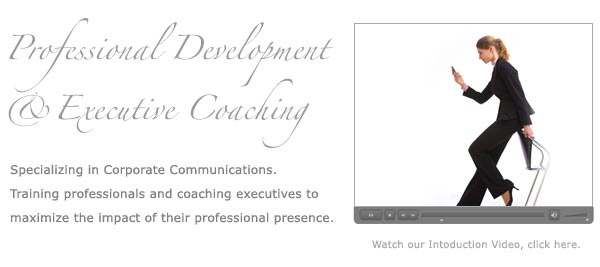 Professional Development
& Executive Coaching
Specializing in Corporate Communications.
Training professionals and coaching executives to
maximize the impact of their professional presence.
Watch our Intoduction Video, click here.